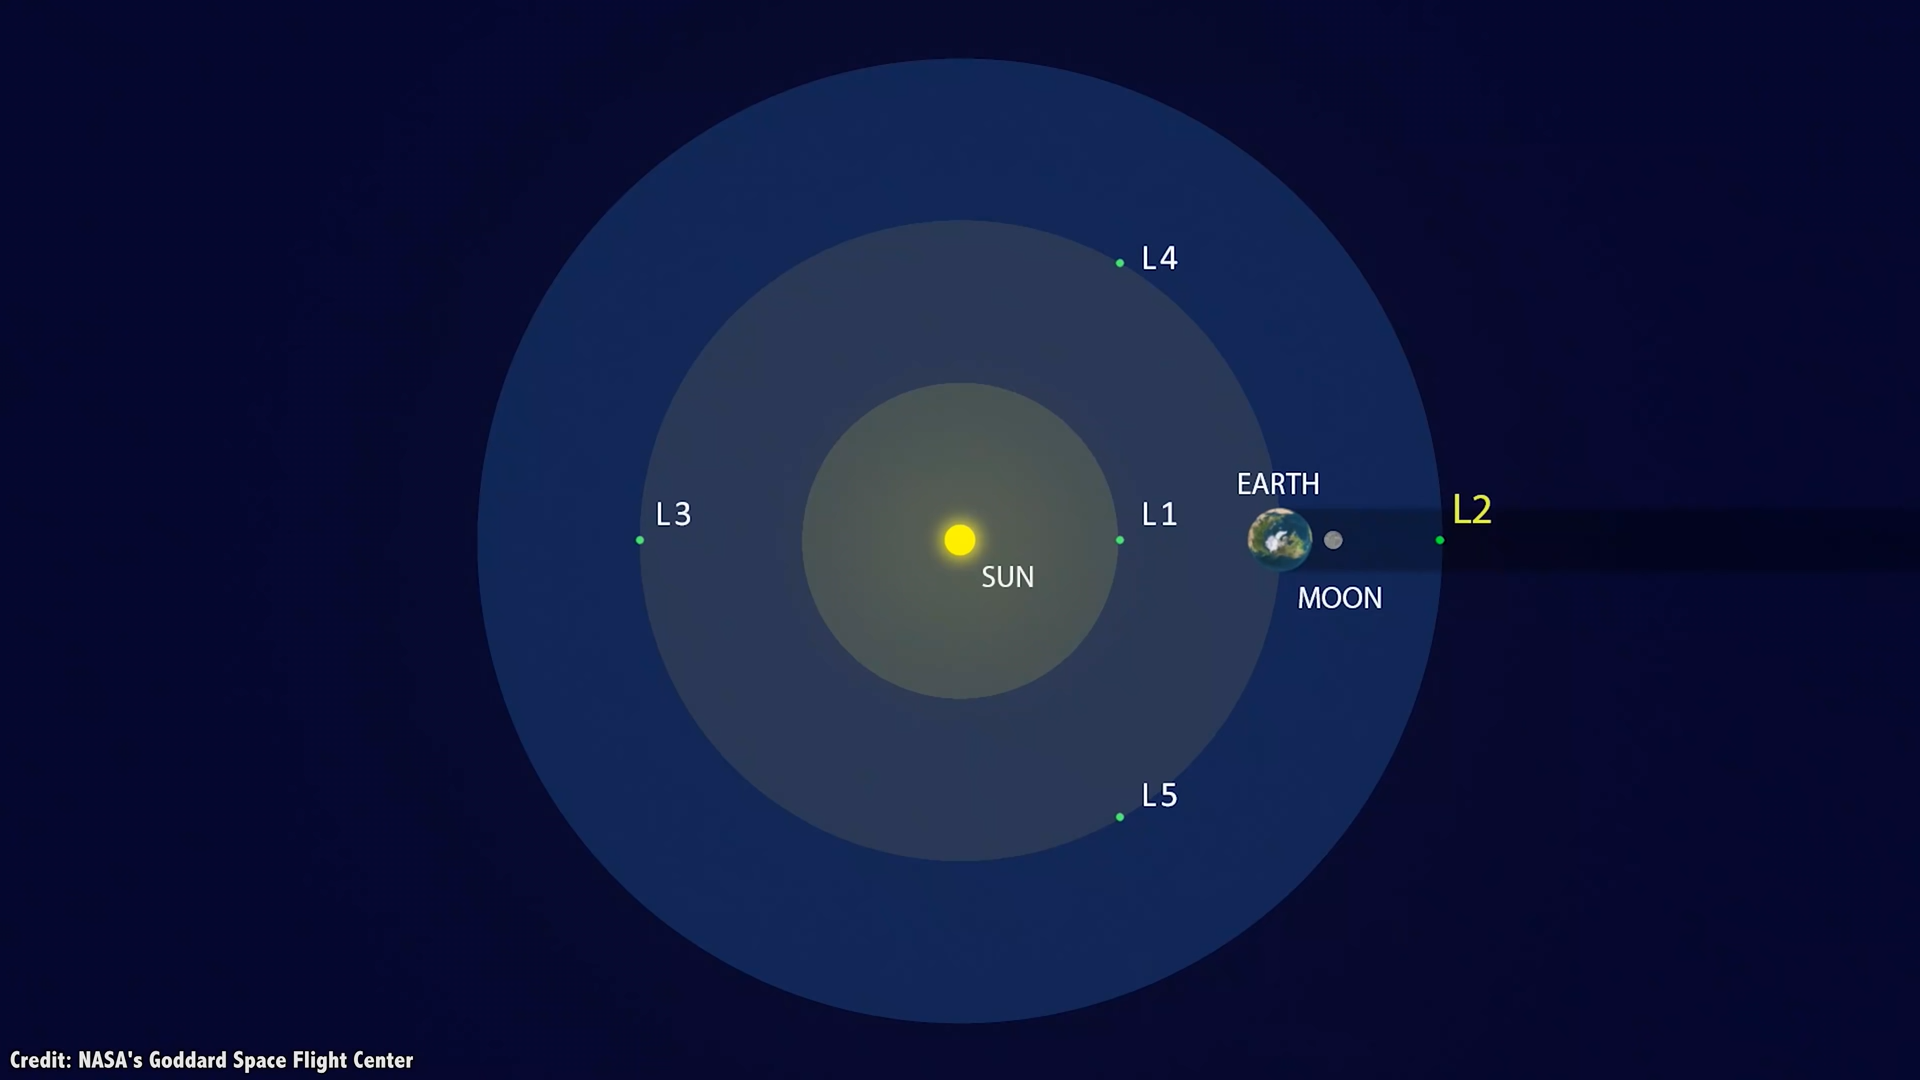 L4
EARTH
L2
L3
L1
SUN
MOON
L5
Credit: NASA's Goddard Space Flight Center